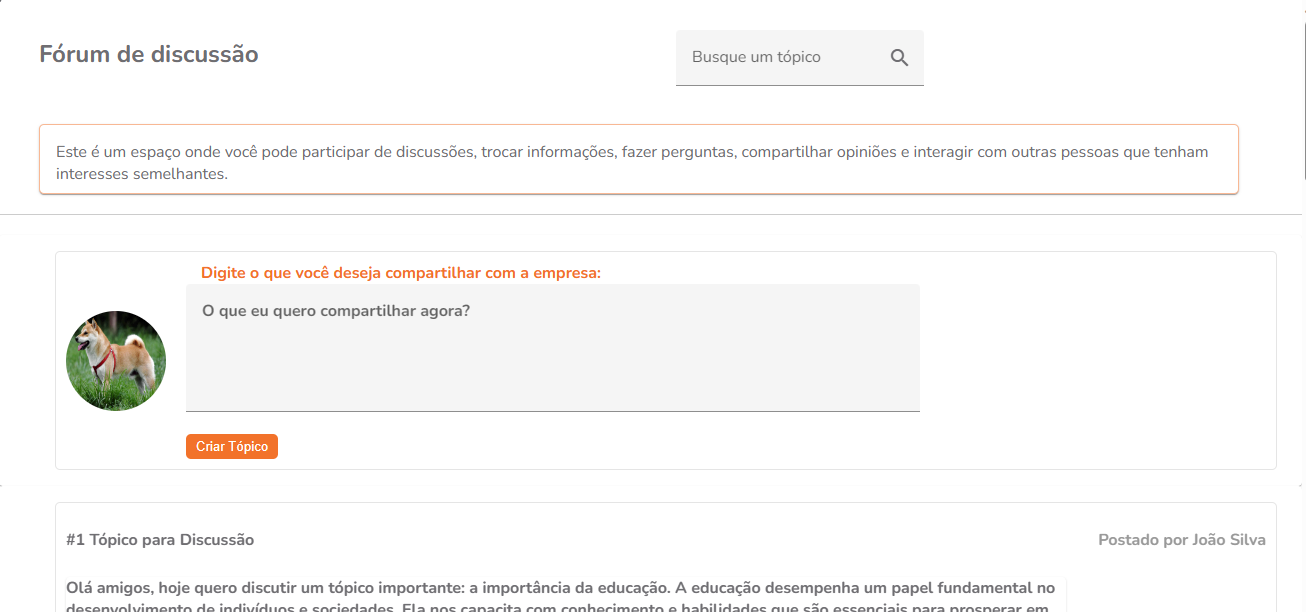 Fórum de discussão
Busque um tópico
Este é um espaço onde você pode participar de discussões, trocar informações, fazer perguntas, compartilhar opiniões e interagir com outras pessoas que tenham
interesses semelhantes.
Digite o que você deseja compartilhar com a empresa:
O que eu quero compartilhar agora?
Criar Tópico
#1 Tópico para Discussão
Postado por João Silva
Olá amigos, hoje quero discutir um tópico importante: a importância da educação. A educação desempenha um papel fundamental no
desenvolvimento de indivíduos e sociedades. Ela nos capacita com conhecimento e habilidades que são essenciais para prosperar em